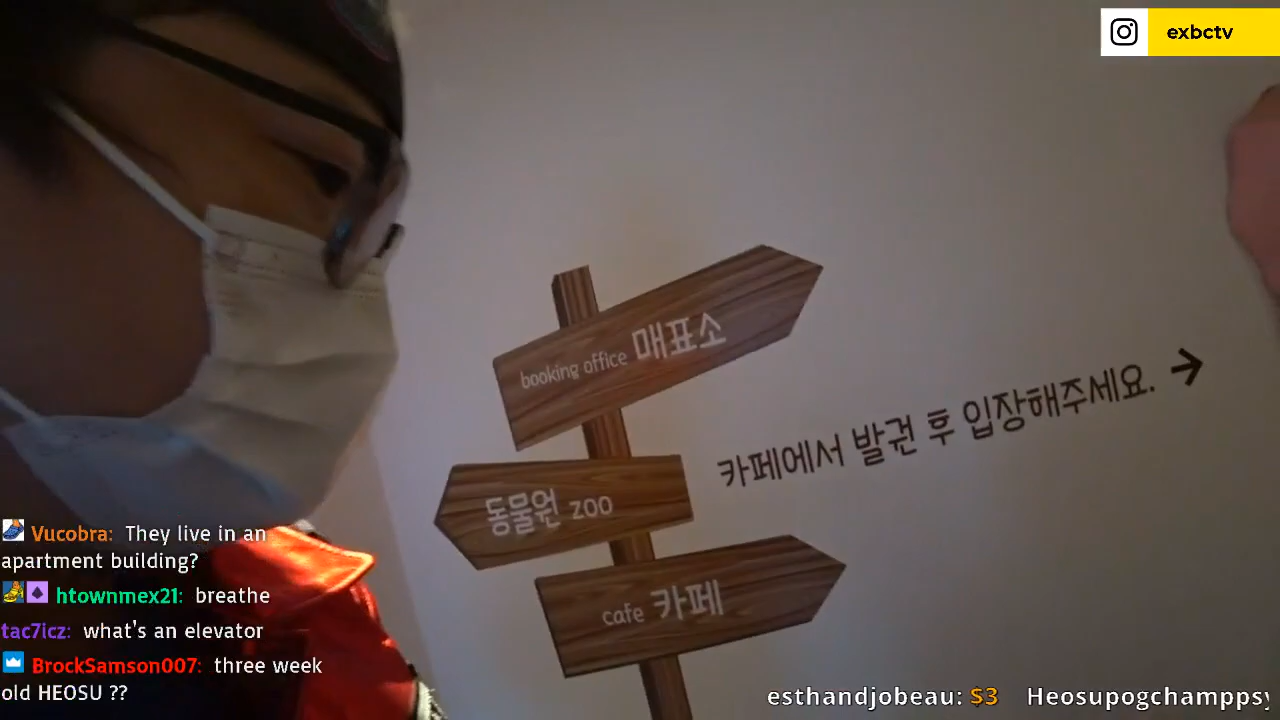 exbctv
booking office 매표소
카페에서 발권 후 입장해주세요. →
동물원 zoo
cafe 카페
Vucobra: They live in an
apartment building?
htownmex21: breathe
tac7icz: what's an elevator
BrockSamson007: three week
old HEOSU ??
esthandjobeau: $3 Heosupogchamppsy